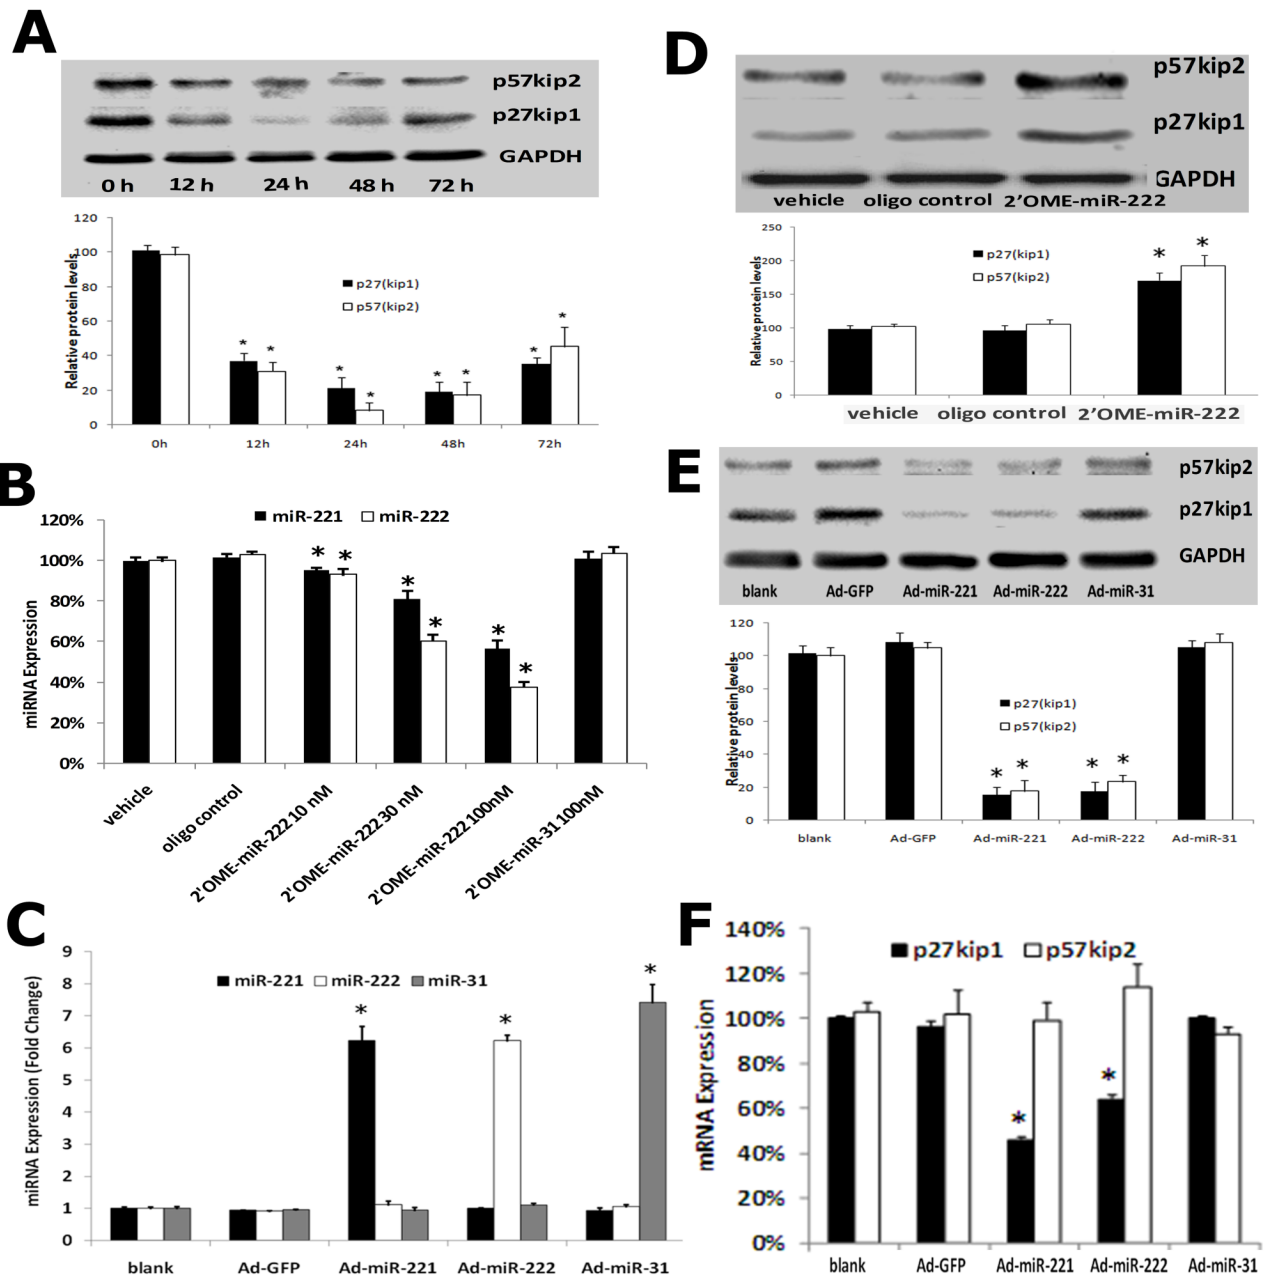 A
p57kip2
p27kip1
GAPDH
0 h 12 h 24 h 48 h 72 h
120
100
80
60
40
20
0
Relative protein levels
p27(kip1)
p57(kip2)
* * * * * * * *
0h 12h 24h 48h 72h
B
miR-221 miR-222
120%
100%
80%
60%
40%
20%
0%
miRNA Expression
* * * * * *
vehicle
oligo control
2'OME-miR-222 10 nM
2'OME-miR-222 30 nM
2'OME-miR-222 100nM
2'OME-miR-31 100nM
C
9
8
7
6
5
4
3
2
1
0
miRNA Expression (Fold Change)
miR-221 miR-222 miR-31
* * *
blank Ad-GFP Ad-miR-221 Ad-miR-222 Ad-miR-31
D
p57kip2
p27kip1
GAPDH
vehicle oligo control 2'OME-miR-222
250
200
150
100
50
0
Relative protein levels
p27(kip1)
p57(kip2)
* *
vehicle oligo control 2'OME-miR-222
E
p57kip2
p27kip1
GAPDH
blank Ad-GFP Ad-miR-221 Ad-miR-222 Ad-miR-31
120
100
80
60
40
20
0
Relative protein levels
p27(kip1)
p57(kip2)
* * * *
blank Ad-GFP Ad-miR-221 Ad-miR-222 Ad-miR-31
F
140%
120%
100%
80%
60%
40%
20%
0%
mRNA Expression
p27kip1 p57kip2
* *
blank Ad-GFP Ad-miR-221 Ad-miR-222 Ad-miR-31